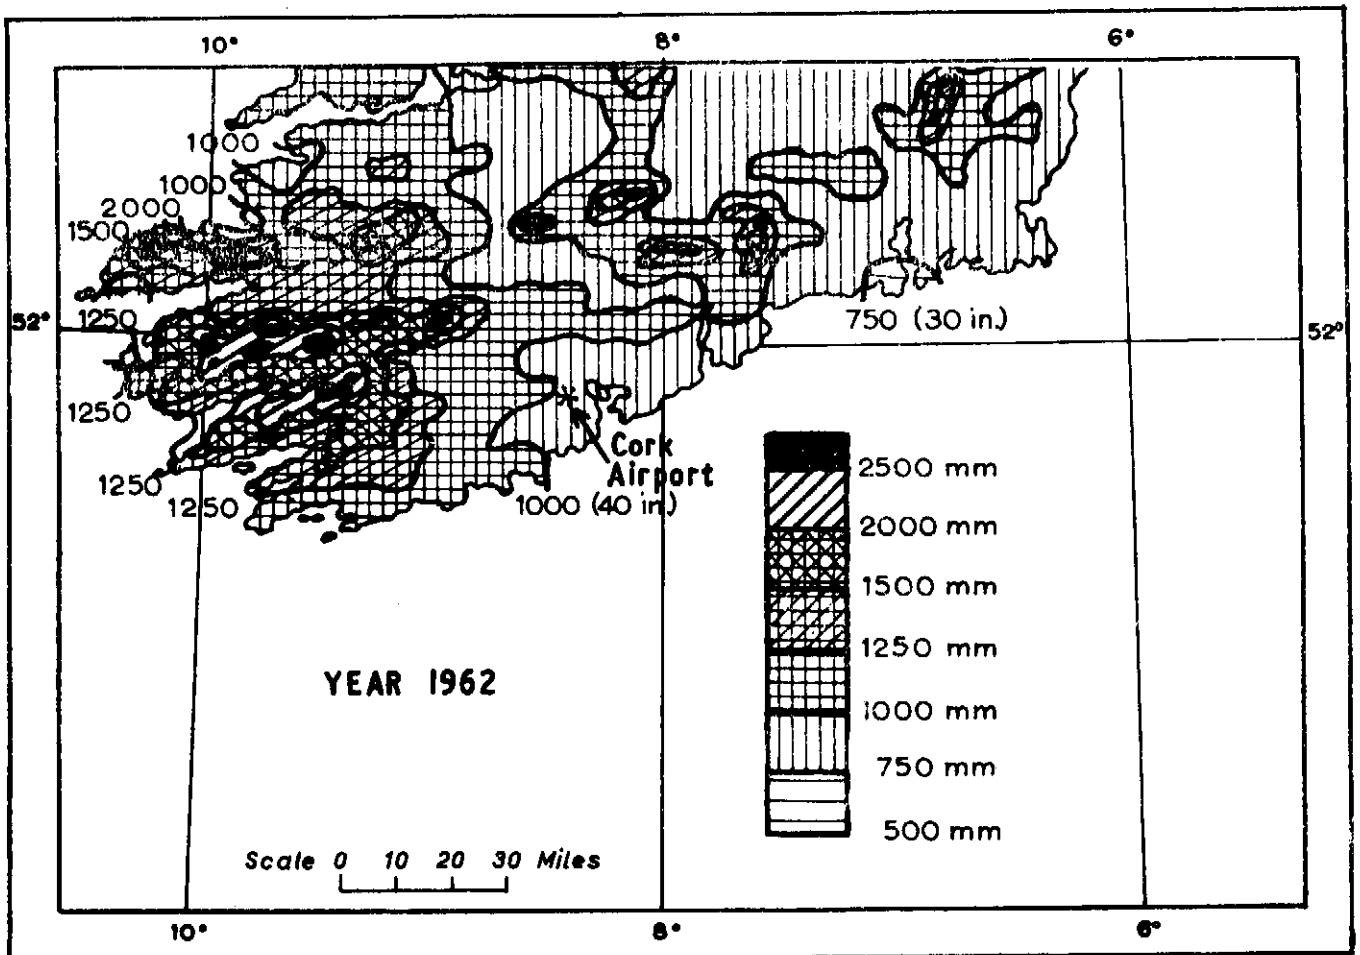 10° 8° 6°
1000
1000
2000
1500
52° 1250 750 (30 in.) 52°
1250
Cork
Airport
1250 1250 1000 (40 in.)
2500 mm
2000 mm
1500 mm
1250 mm
1000 mm
750 mm
500 mm
YEAR 1962
Scale 0 10 20 30 Miles
10° 8° 6°